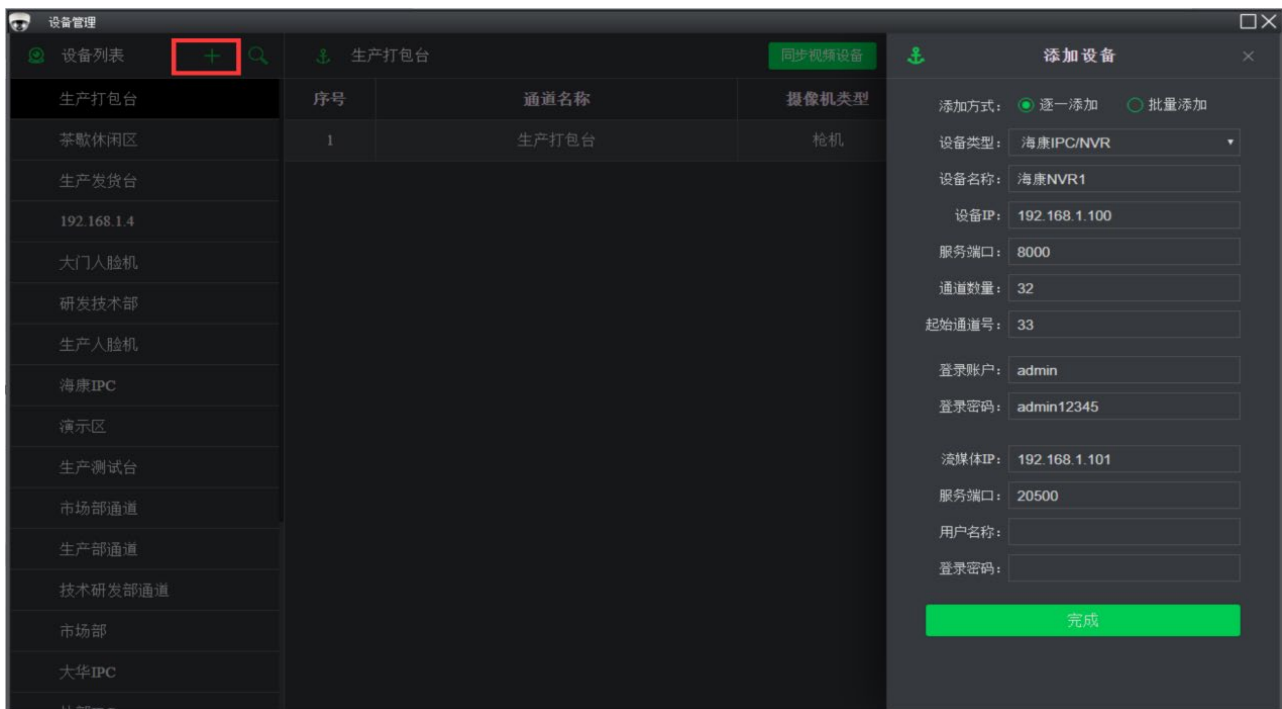 设备管理
设备列表
生产打包台
同步视频设备
添加设备
生产打包台
茶歇休闲区
生产发货台
192.168.1.4
大门人脸机
研发技术部
生产人脸机
海康IPC
演示区
生产测试台
市场部通道
生产部通道
技术研发部通道
市场部
大华IPC
序号 通道名称 摄像机类型
1 生产打包台 枪机
添加方式: 逐一添加 批量添加
设备类型: 海康IPC/NVR
设备名称: 海康NVR1
设备IP: 192.168.1.100
服务端口: 8000
通道数量: 32
起始通道号: 33
登录账户: admin
登录密码: admin12345
流媒体IP: 192.168.1.101
服务端口: 20500
用户名称:
登录密码:
完成